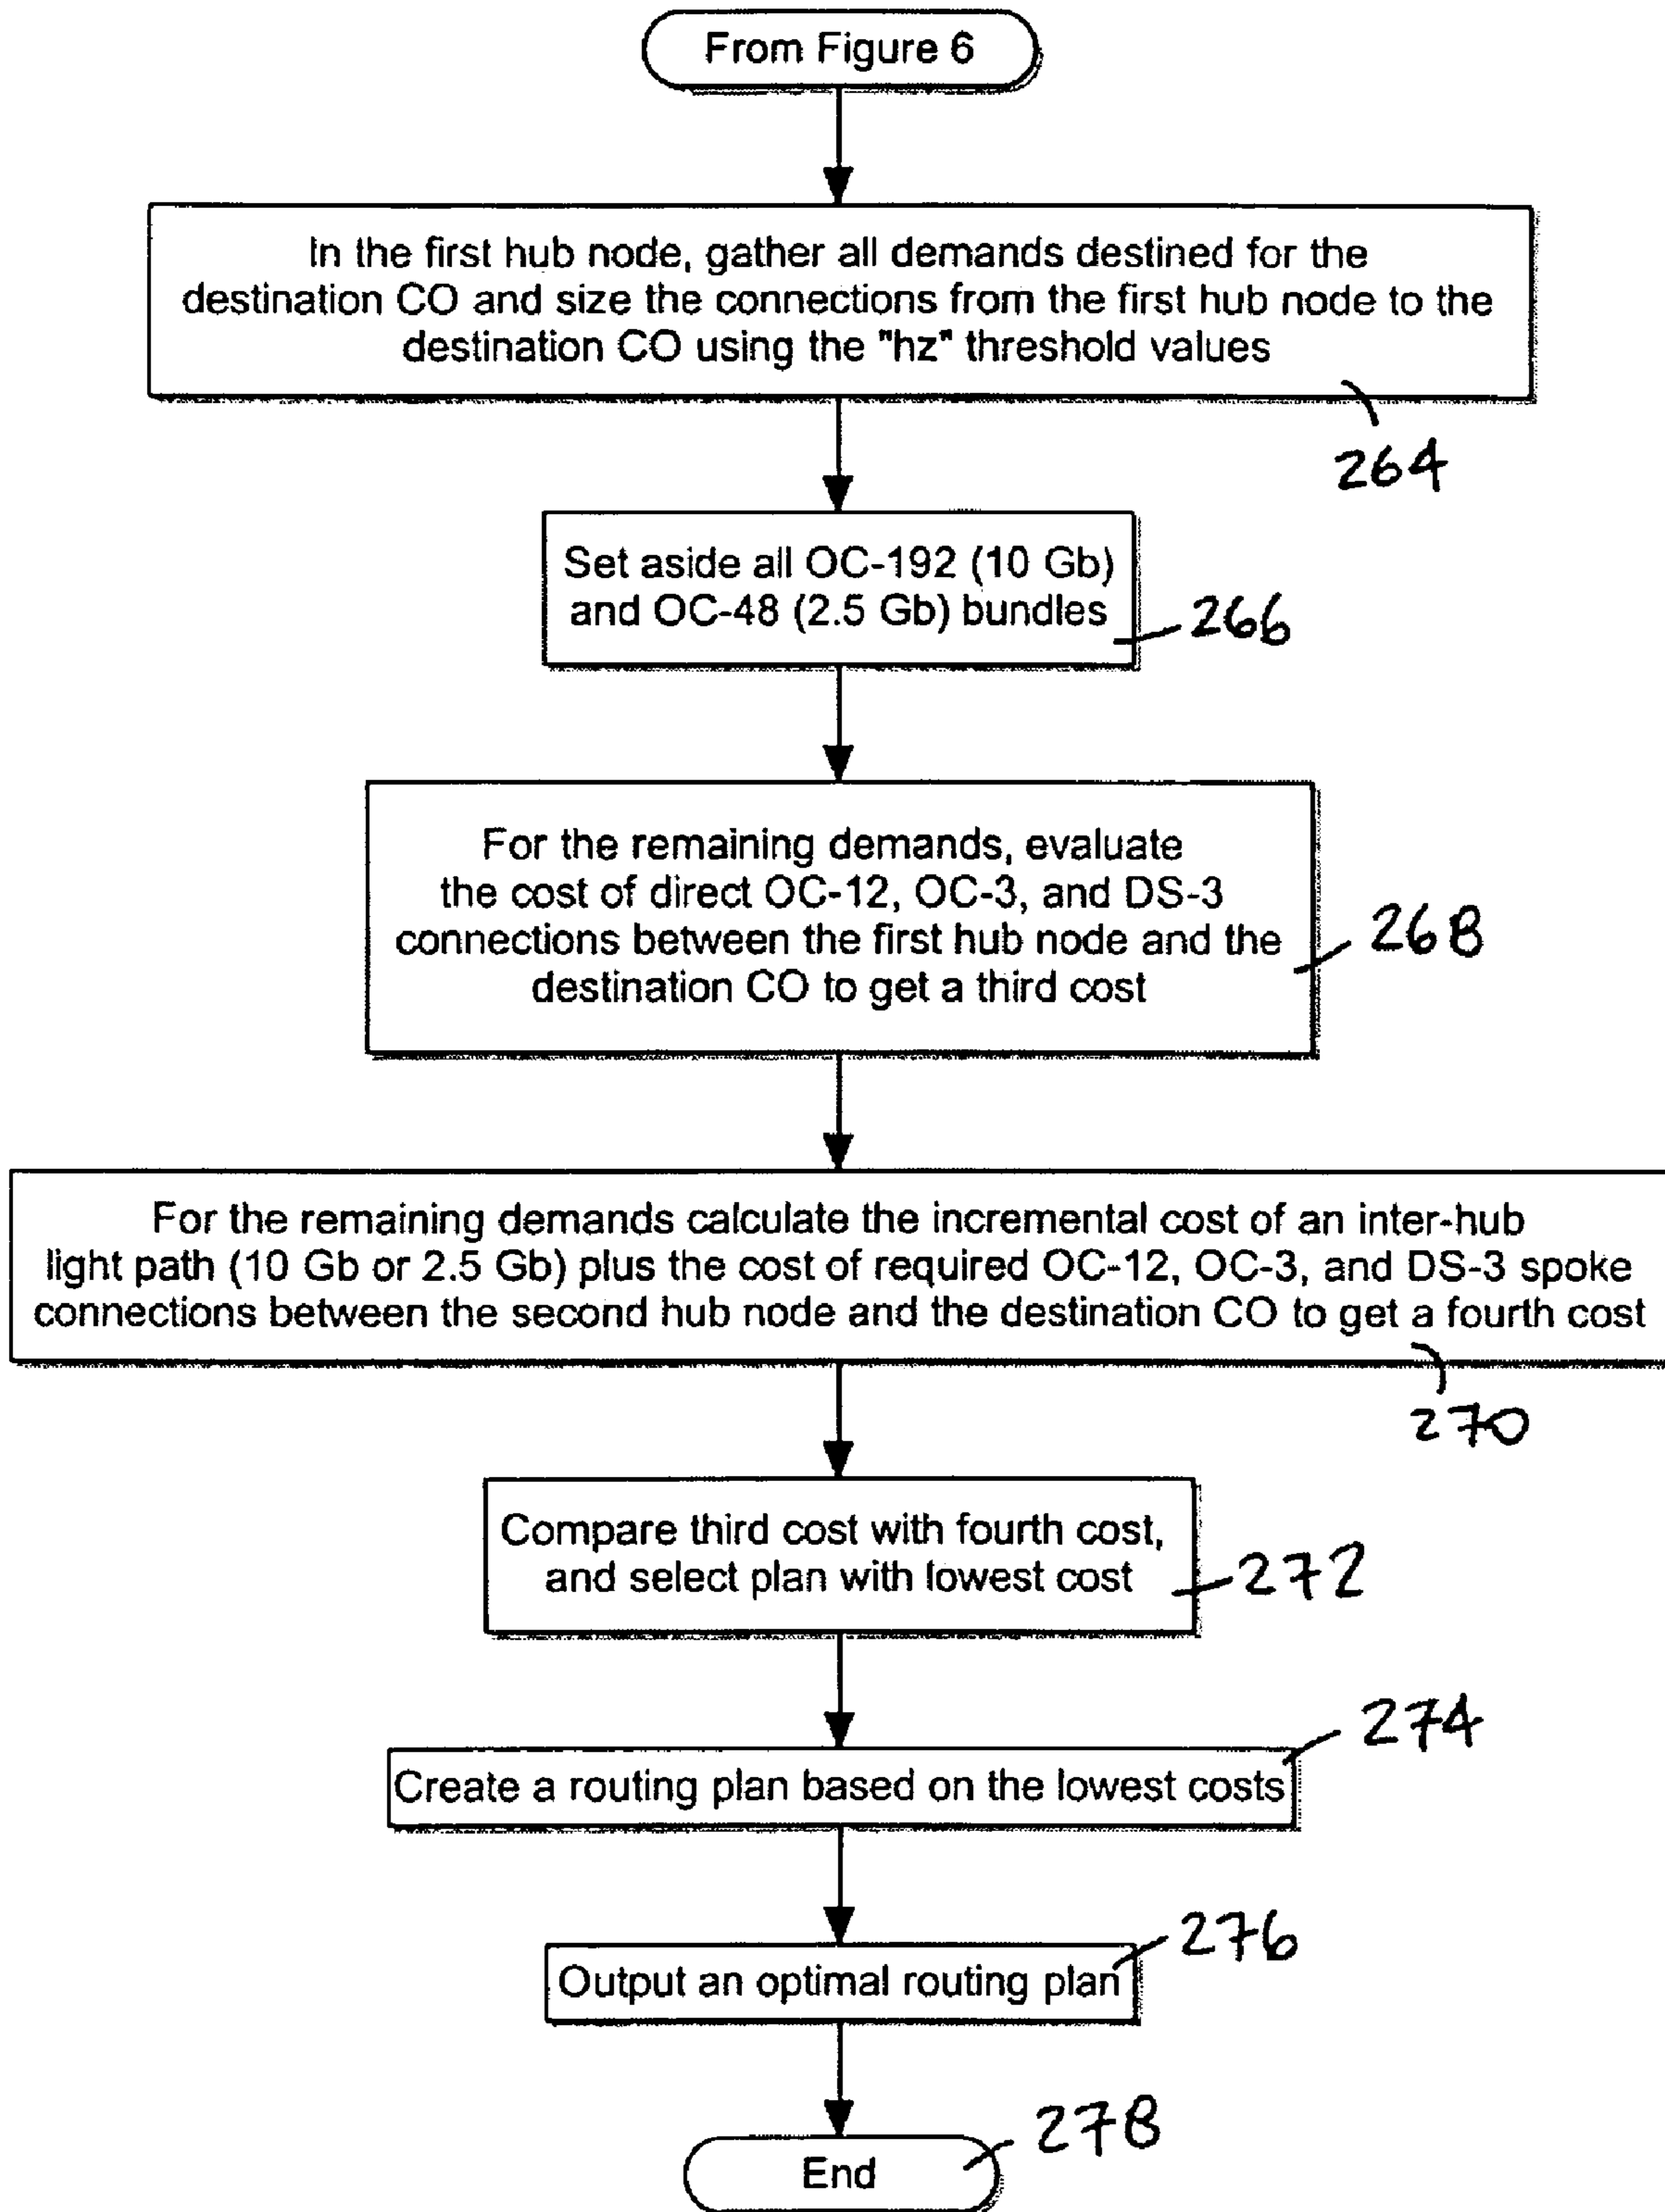 From Figure 6
In the first hub node, gather all demands destined for the
destination CO and size the connections from the first hub node to the
destination CO using the "hz" threshold values
264
Set aside all OC-192 (10 Gb)
and OC-48 (2.5 Gb) bundles
266
For the remaining demands, evaluate
the cost of direct OC-12, OC-3, and DS-3
connections between the first hub node and the
destination CO to get a third cost
268
For the remaining demands calculate the incremental cost of an inter-hub
light path (10 Gb or 2.5 Gb) plus the cost of required OC-12, OC-3, and DS-3 spoke
connections between the second hub node and the destination CO to get a fourth cost
270
Compare third cost with fourth cost,
and select plan with lowest cost
272
274
Create a routing plan based on the lowest costs
276
Output an optimal routing plan
278
End